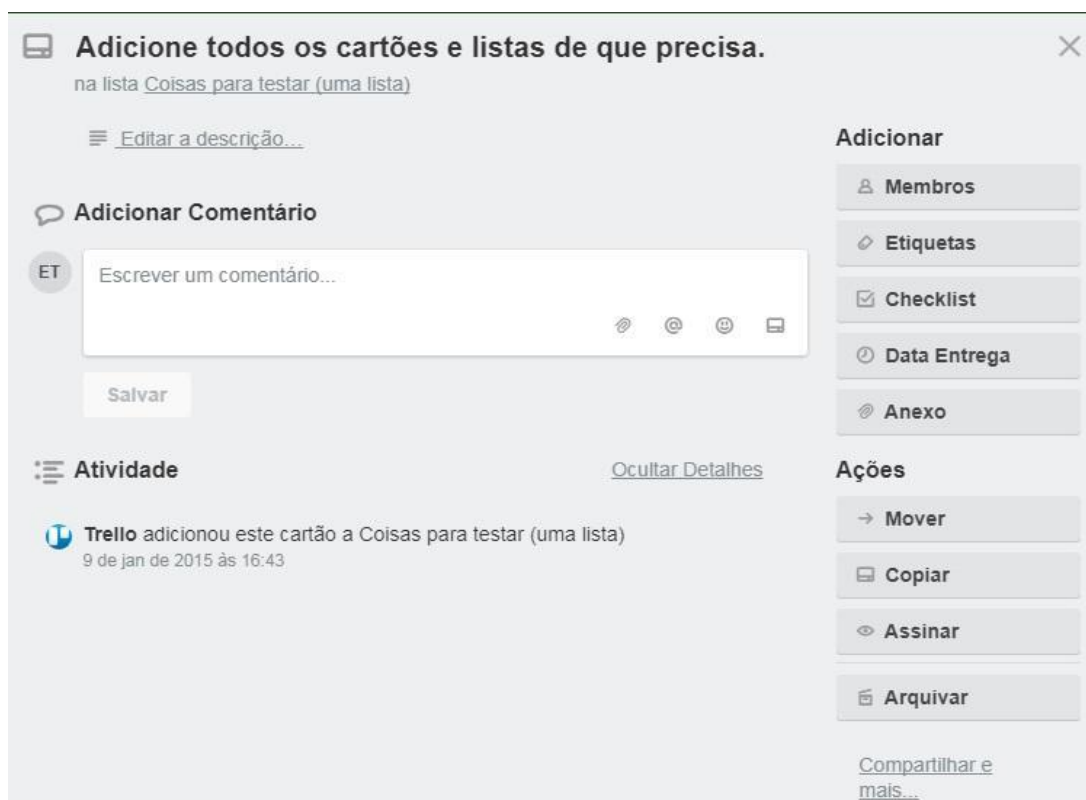 Adicione todos os cartões e listas de que precisa.
na lista Coisas para testar (uma lista)
Editar a descrição...
Adicionar Comentário
ET
Escrever um comentário...
Salvar
Atividade
Ocultar Detalhes
Trello adicionou este cartão a Coisas para testar (uma lista)
9 de jan de 2015 às 16:43
Adicionar
Membros
Etiquetas
Checklist
Data Entrega
Anexo
Ações
Mover
Copiar
Assinar
Arquivar
Compartilhar e
mais...